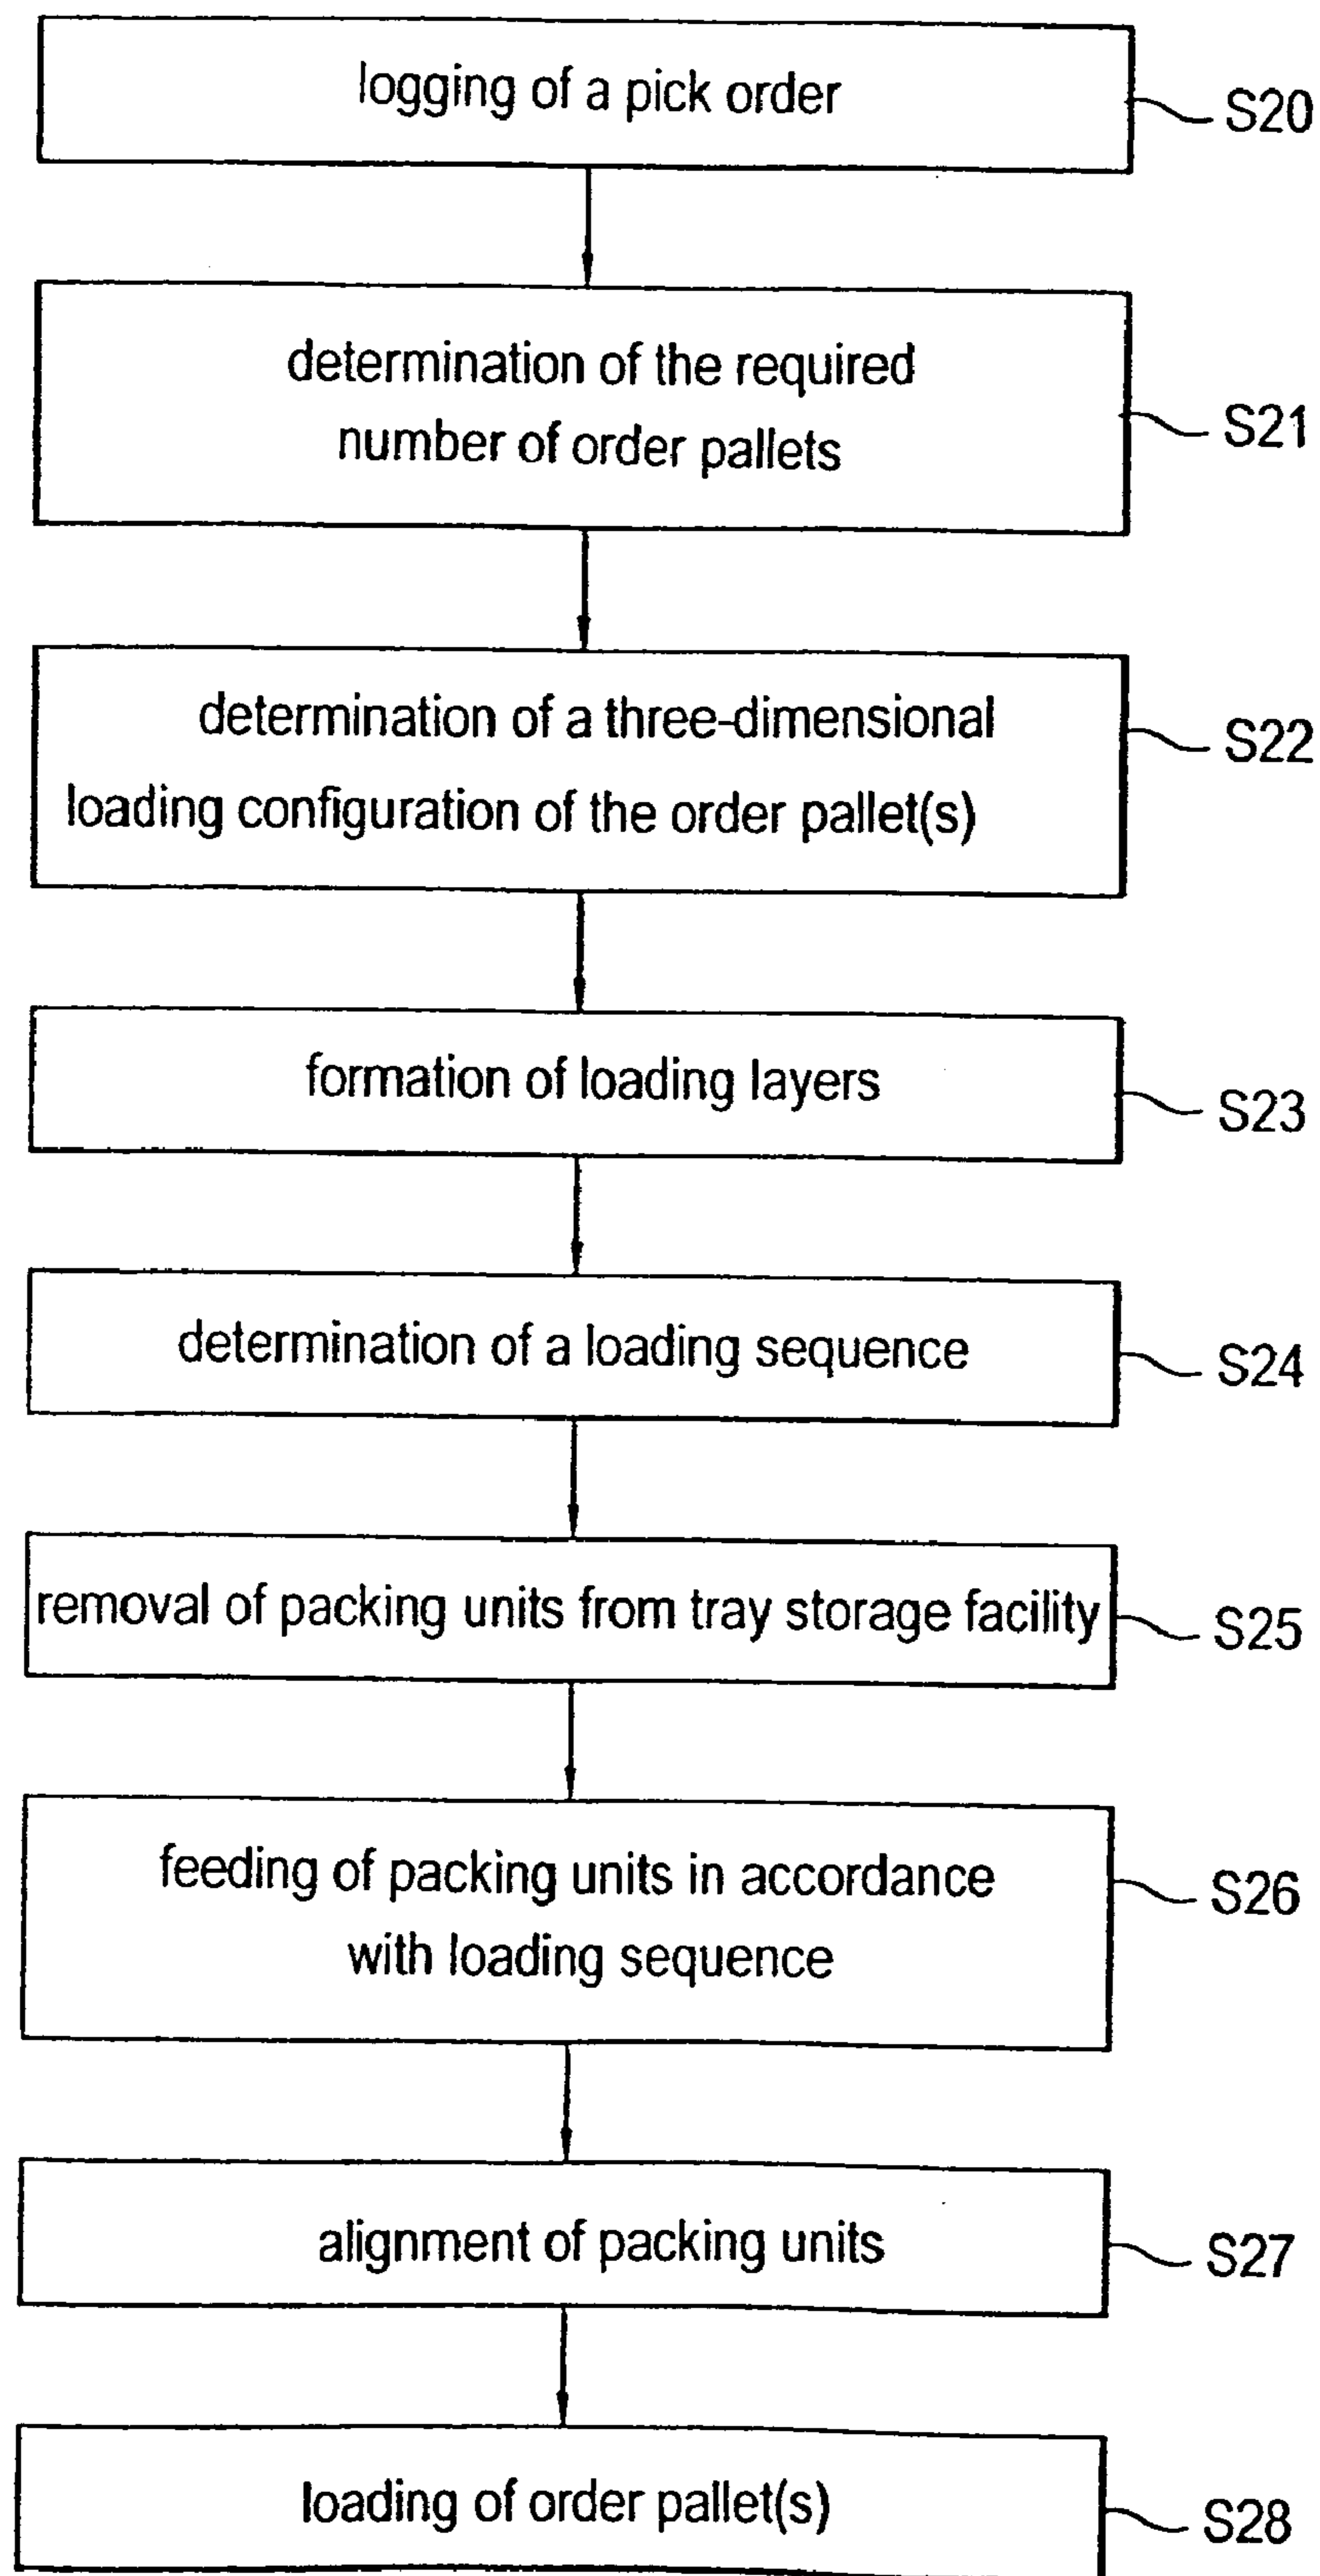 logging of a pick order
S20
determination of the required
number of order pallets
S21
determination of a three-dimensional
loading configuration of the order pallet(s)
S22
formation of loading layers
S23
determination of a loading sequence
S24
removal of packing units from tray storage facility
S25
feeding of packing units in accordance
with loading sequence
S26
alignment of packing units
S27
loading of order pallet(s)
S28